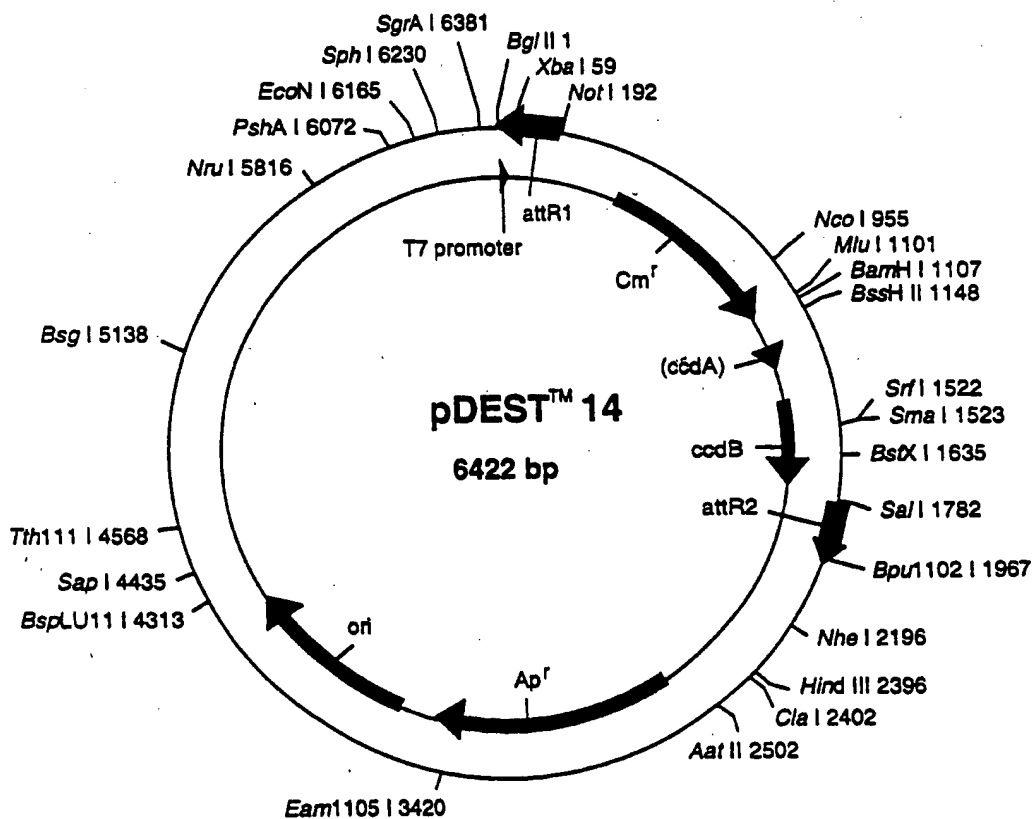 SgrA I 6381
Sph I 6230
EcoN I 6165
PshA I 6072
Nru I 5816
Bgl II 1
Xba I 59
Not I 192
attR1
T7 promoter
Cmr
Nco I 955
Mlu I 1101
BamH I 1107
BssH II 1148
Bsg I 5138
(ccdA)
pDEST™ 14
6422 bp
Srf I 1522
Sma I 1523
ccdB
BstX I 1635
attR2
Sal I 1782
Bpu1102 I 1967
Tth111 I 4568
Sap I 4435
BspLU11 I 4313
ori
Apr
Nhe I 2196
Hind III 2396
Cla I 2402
Aat II 2502
Eam1105 I 3420